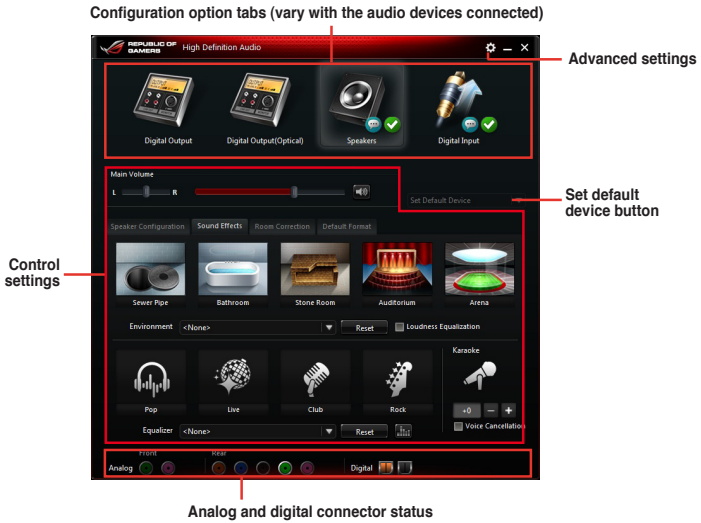 Configuration option tabs (vary with the audio devices connected)
REPUBLIC OF
GAMERS
High Definition Audio
Advanced settings
Digital Output
Digital Output(Optical)
Speakers
Digital Input
Main Volume
L
R
Set Default Device
Set default
device button
Speaker Configuration
Sound Effects
Room Correction
Default Format
Control
settings
Sewer Pipe
Bathroom
Stone Room
Auditorium
Arena
Environment
<None>
Reset
Loudness Equalization
Karaoke
Pop
Live
Club
Rock
+0
Equalizer
<None>
Reset
Voice Cancellation
Front
Rear
Analog
Digital
Analog and digital connector status